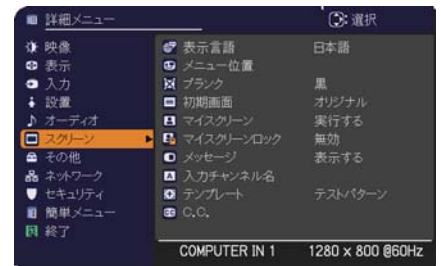 詳細メニュー 選択
映像
表示
入力
設置
オーディオ
スクリーン
その他
ネットワーク
セキュリティ
簡単メニュー
終了
表示言語 日本語
メニュー位置
ブランク 黒
初期画面 オリジナル
マイスクリーン 実行する
マイスクリーンロック 無効
メッセージ 表示する
入力チャンネル名
テンプレート テストパターン
C.C.
COMPUTER IN 1 1280 x 800 @60Hz